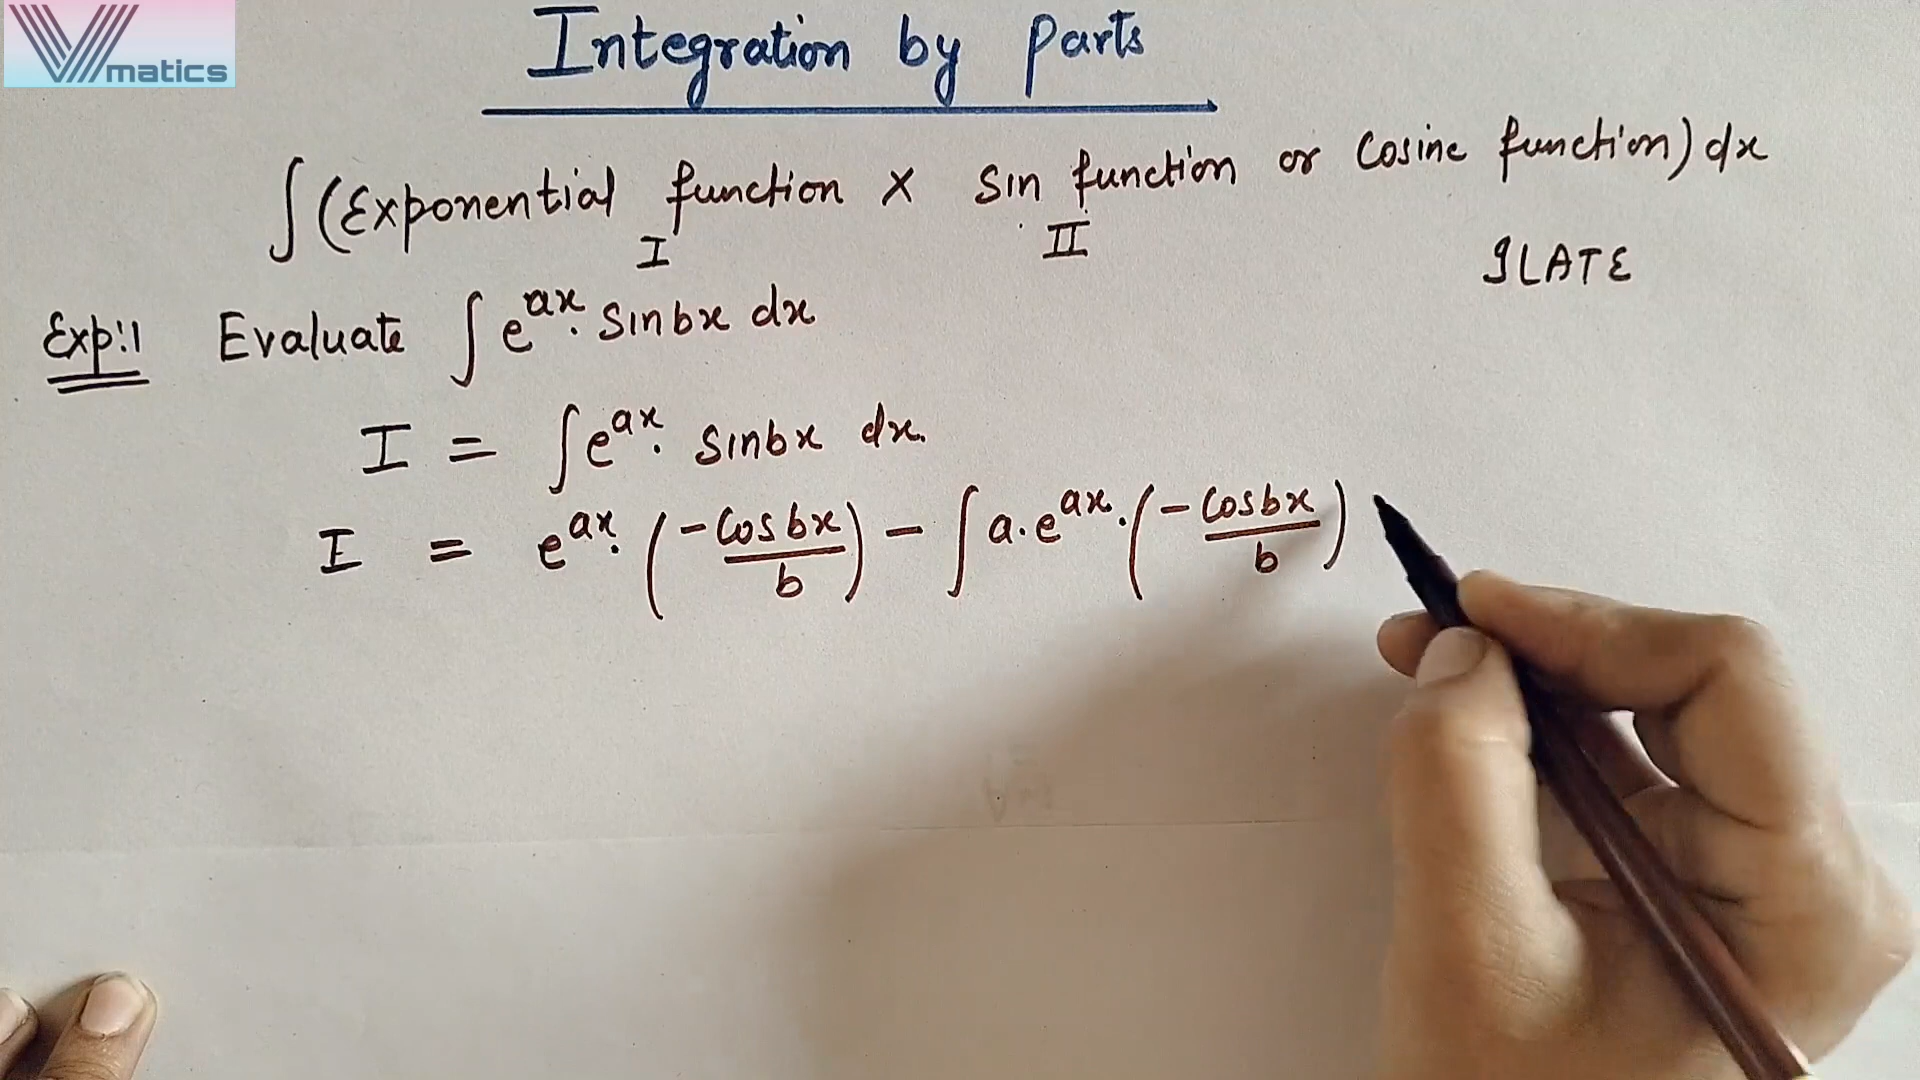 Vmatics
Integration by Parts
∫(Exponential function × Sin function or Cosine function) dx
I II
ILATE
Exp:1 Evaluate ∫ e^{ax}. Sinbx dx
I = ∫e^{ax}. Sinbx dx.
I = e^{ax}. (-Cosbx/b) - ∫ a.e^{ax}. (-Cosbx/b)